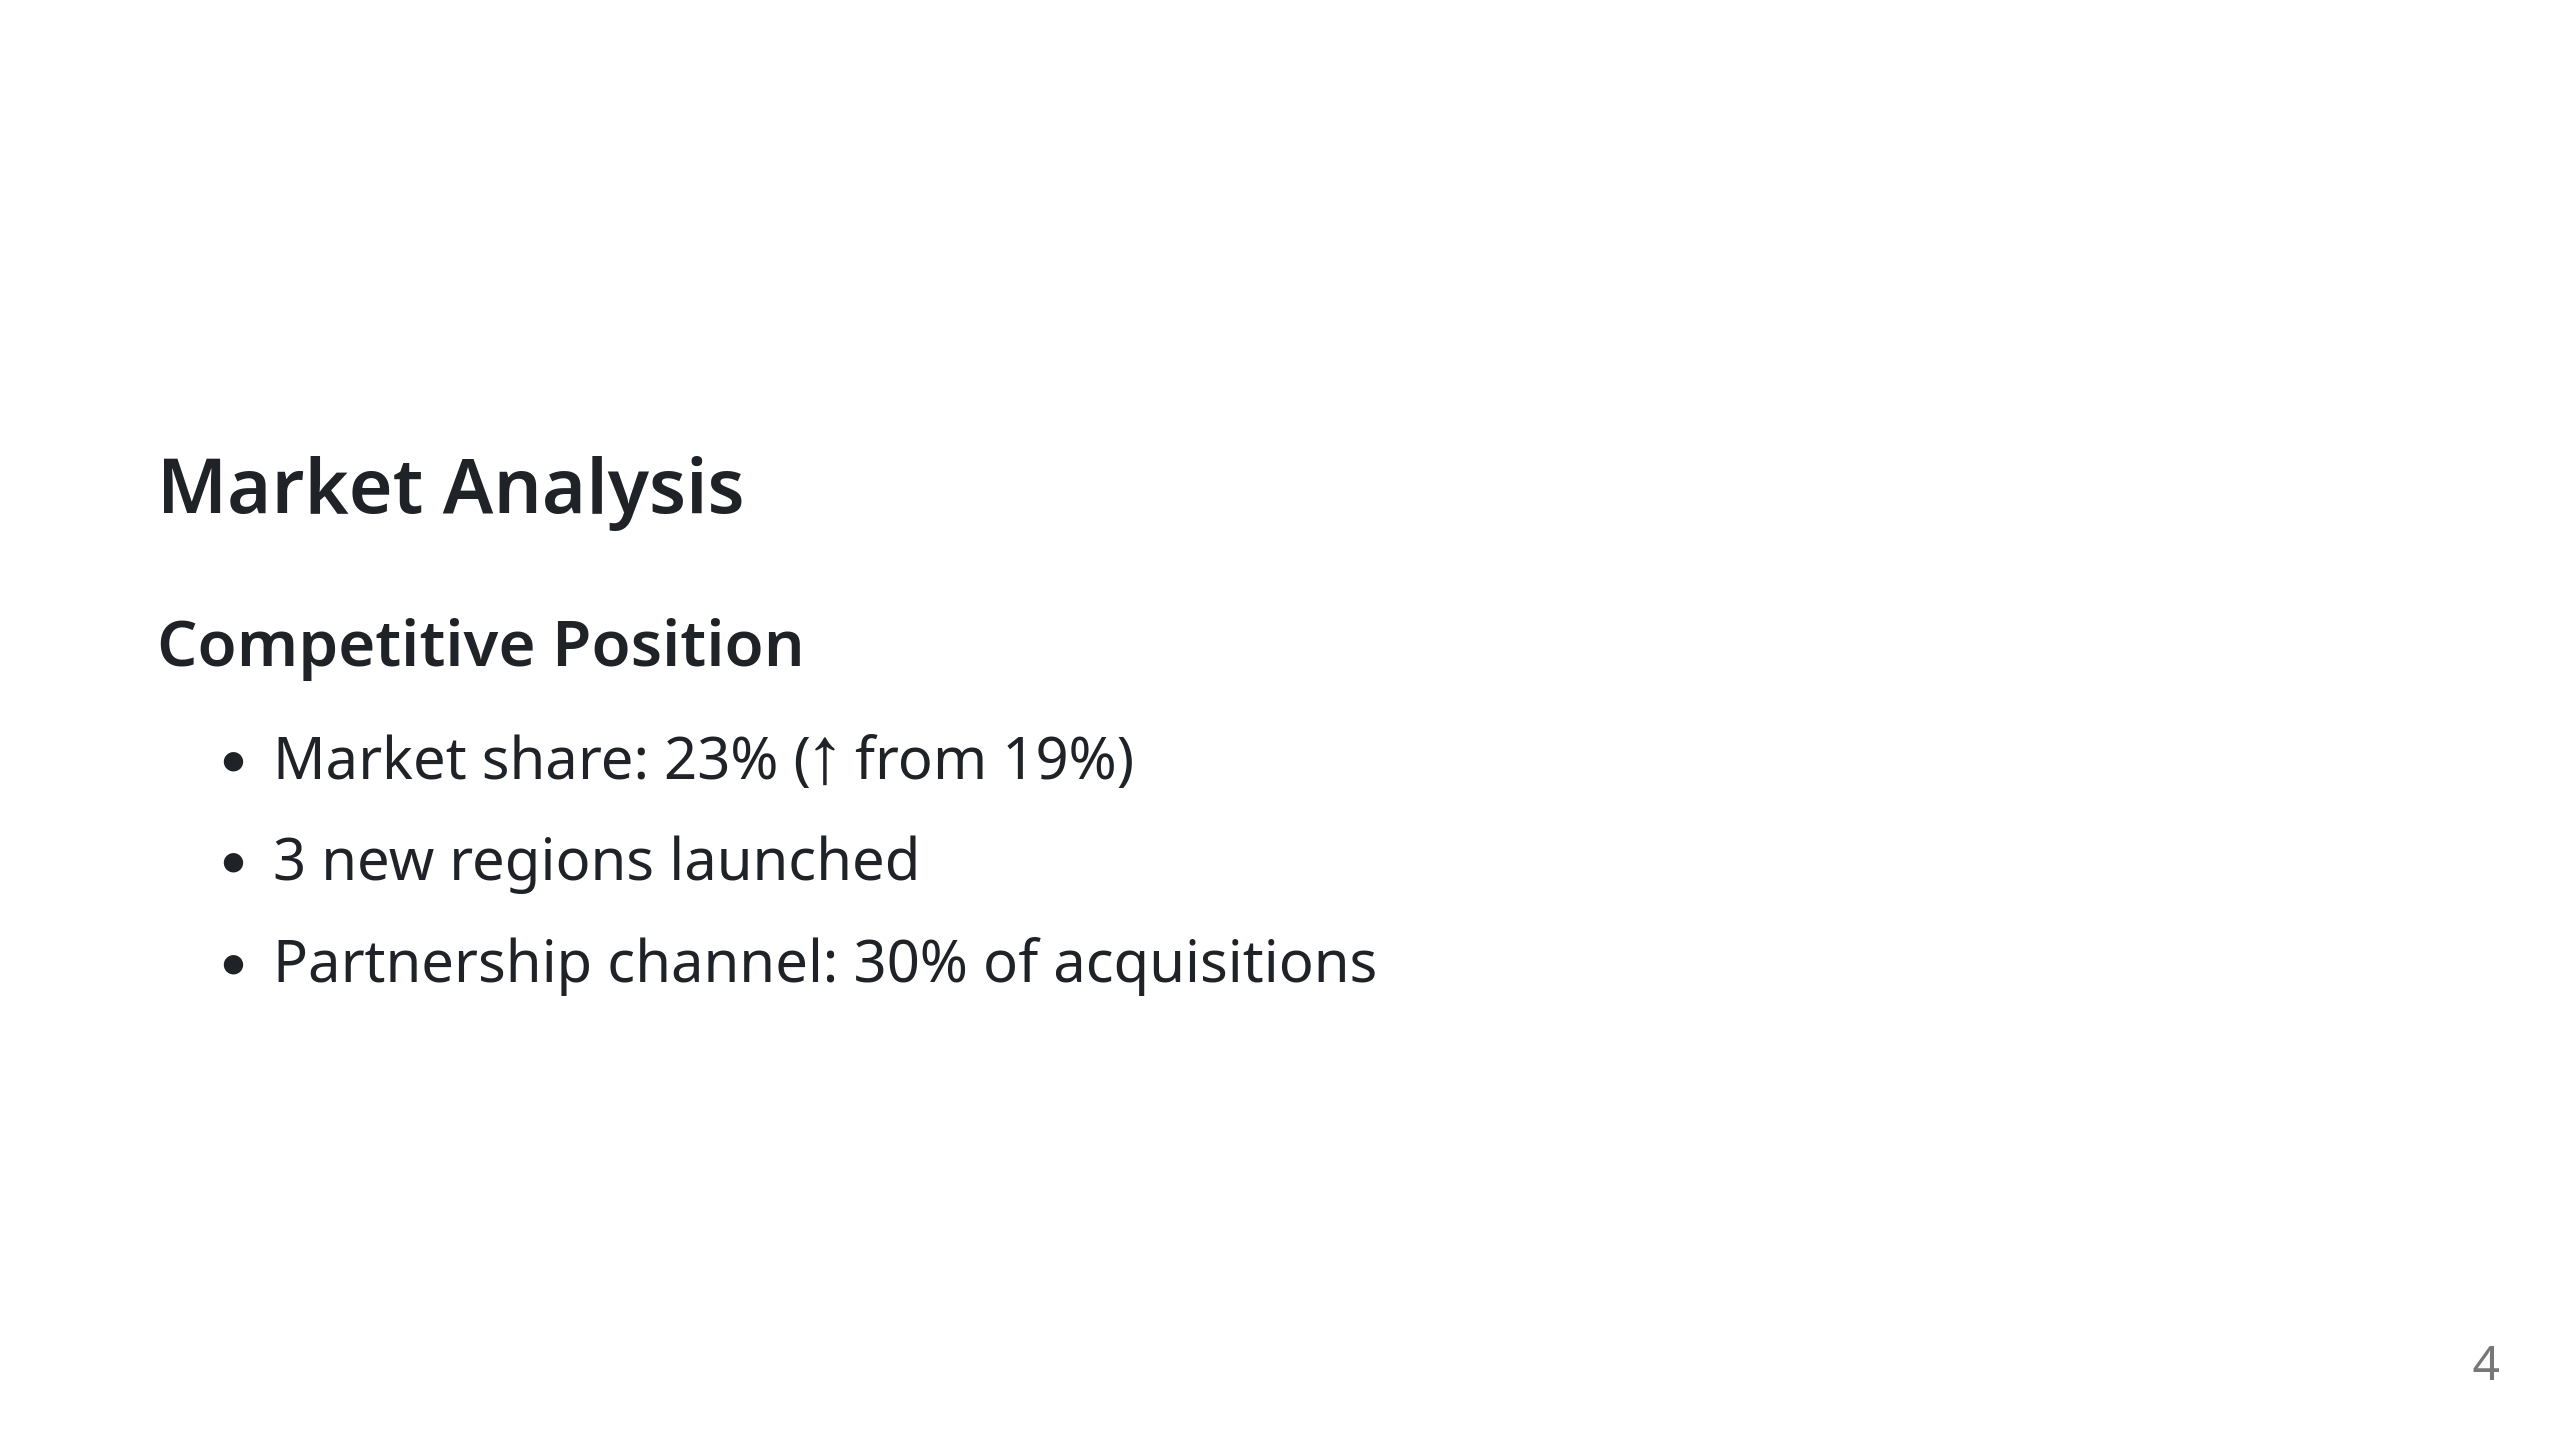 Market Analysis
Competitive Position
• Market share: 23% (↑ from 19%)
• 3 new regions launched
• Partnership channel: 30% of acquisitions
4